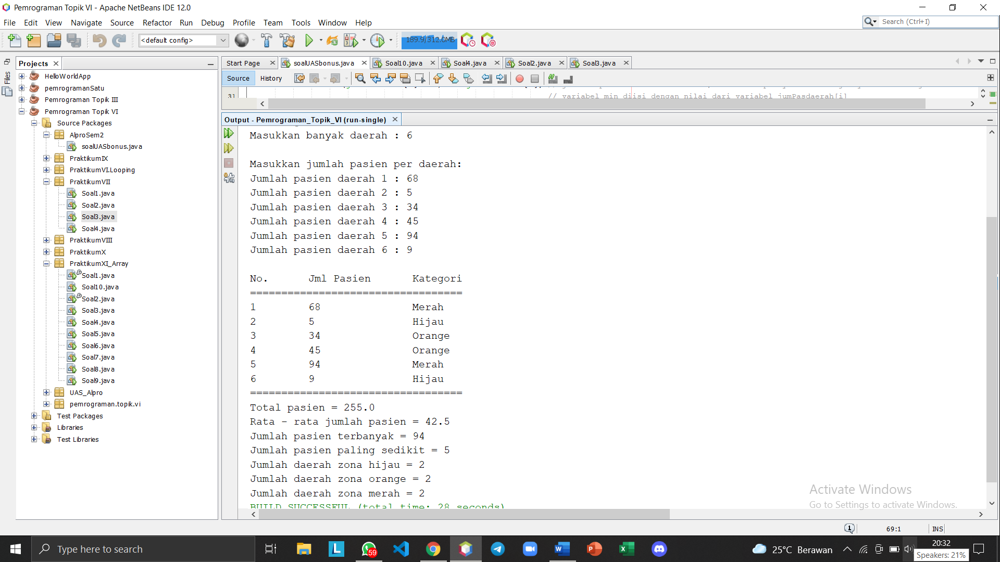 Pemrograman Topik VI - Apache NetBeans IDE 12.0
File Edit View Navigate Source Refactor Run Debug Profile Team Tools Window Help
Search (Ctrl+I)
<default config>
189.9/312.0MB
Projects
Files
HelloWorldApp
pemrogramanSatu
Pemrograman Topik III
Pemrograman Topik VI
Source Packages
AlproSem2
soalUASbonus.java
PraktikumIX
PraktikumVI.Looping
PraktikumVII
Soal1.java
Soal2.java
Soal3.java
Soal4.java
PraktikumVIII
PraktikumX
PraktikumXI_Array
Soal1.java
Soal10.java
Soal2.java
Soal3.java
Soal4.java
Soal5.java
Soal6.java
Soal7.java
Soal8.java
Soal9.java
UAS_Alpro
pemrograman.topik.vi
Test Packages
Libraries
Test Libraries
Start Page soalUASbonus.java Soal10.java Soal4.java Soal2.java Soal3.java
Source History
31 // variabel min diisi dengan nilai dari variabel jumPasdaerah[i]
Output - Pemrograman_Topik_VI (run-single)
Masukkan banyak daerah : 6
Masukkan jumlah pasien per daerah:
Jumlah pasien daerah 1 : 68
Jumlah pasien daerah 2 : 5
Jumlah pasien daerah 3 : 34
Jumlah pasien daerah 4 : 45
Jumlah pasien daerah 5 : 94
Jumlah pasien daerah 6 : 9
No. Jml Pasien Kategori
==================================
1 68 Merah
2 5 Hijau
3 34 Orange
4 45 Orange
5 94 Merah
6 9 Hijau
==================================
Total pasien = 255.0
Rata - rata jumlah pasien = 42.5
Jumlah pasien terbanyak = 94
Jumlah pasien paling sedikit = 5
Jumlah daerah zona hijau = 2
Jumlah daerah zona orange = 2
Jumlah daerah zona merah = 2
BUILD SUCCESSFUL (total time: 28 seconds)
Activate Windows
Go to Settings to activate Windows.
1 69:1 INS
Type here to search
59
25°C Berawan
20:32
Speakers: 21%